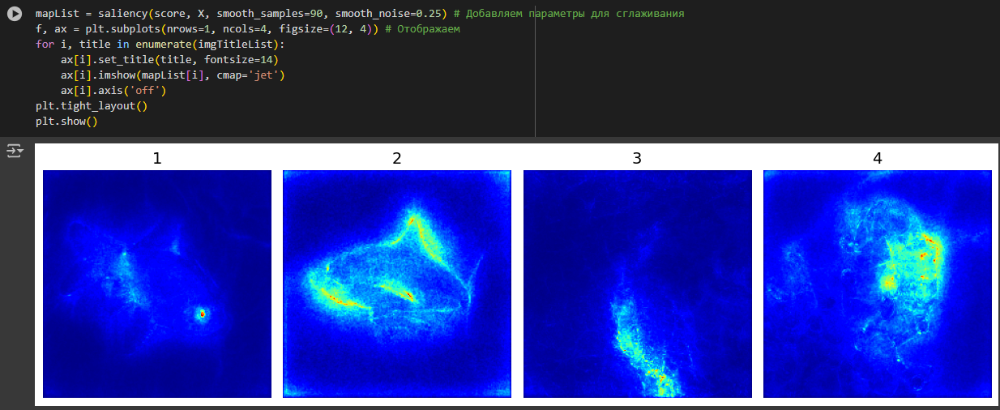 mapList = saliency(score, X, smooth_samples=90, smooth_noise=0.25) # Добавляем параметры для сглаживания
f, ax = plt.subplots(nrows=1, ncols=4, figsize=(12, 4)) # Отображаем
for i, title in enumerate(imgTitleList):
    ax[i].set_title(title, fontsize=14)
    ax[i].imshow(mapList[i], cmap='jet')
    ax[i].axis('off')
plt.tight_layout()
plt.show()
1 2 3 4